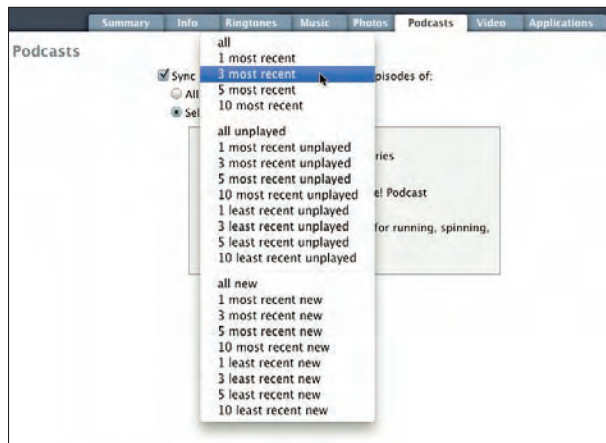 Summary Info Ringtones Music Photos Podcasts Video Applications
Podcasts
Sync
pisodes of:
All
Sel
all
1 most recent
3 most recent
5 most recent
10 most recent
all unplayed
1 most recent unplayed
3 most recent unplayed
5 most recent unplayed
10 most recent unplayed
1 least recent unplayed
3 least recent unplayed
5 least recent unplayed
10 least recent unplayed
all new
1 most recent new
3 most recent new
5 most recent new
10 most recent new
1 least recent new
3 least recent new
5 least recent new
10 least recent new
ries
e! Podcast
for running, spinning,